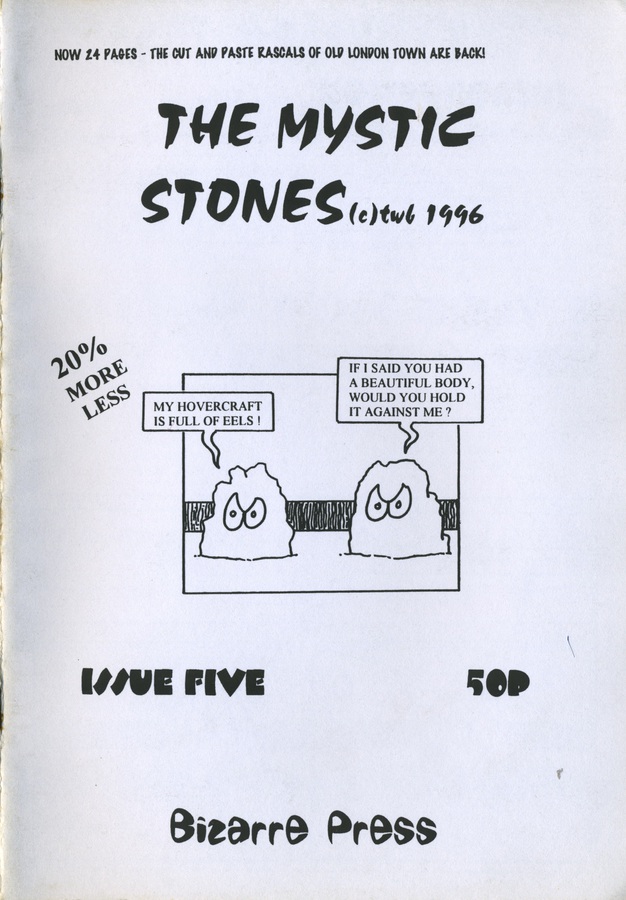 NOW 24 PAGES - THE CUT AND PASTE RASCALS OF OLD LONDON TOWN ARE BACK!
THE MYSTIC
STONES (c)twb 1996
20%
MORE
LESS
MY HOVERCRAFT
IS FULL OF EELS !
IF I SAID YOU HAD
A BEAUTIFUL BODY,
WOULD YOU HOLD
IT AGAINST ME ?
ISSUE FIVE
50P
Bizarre Press